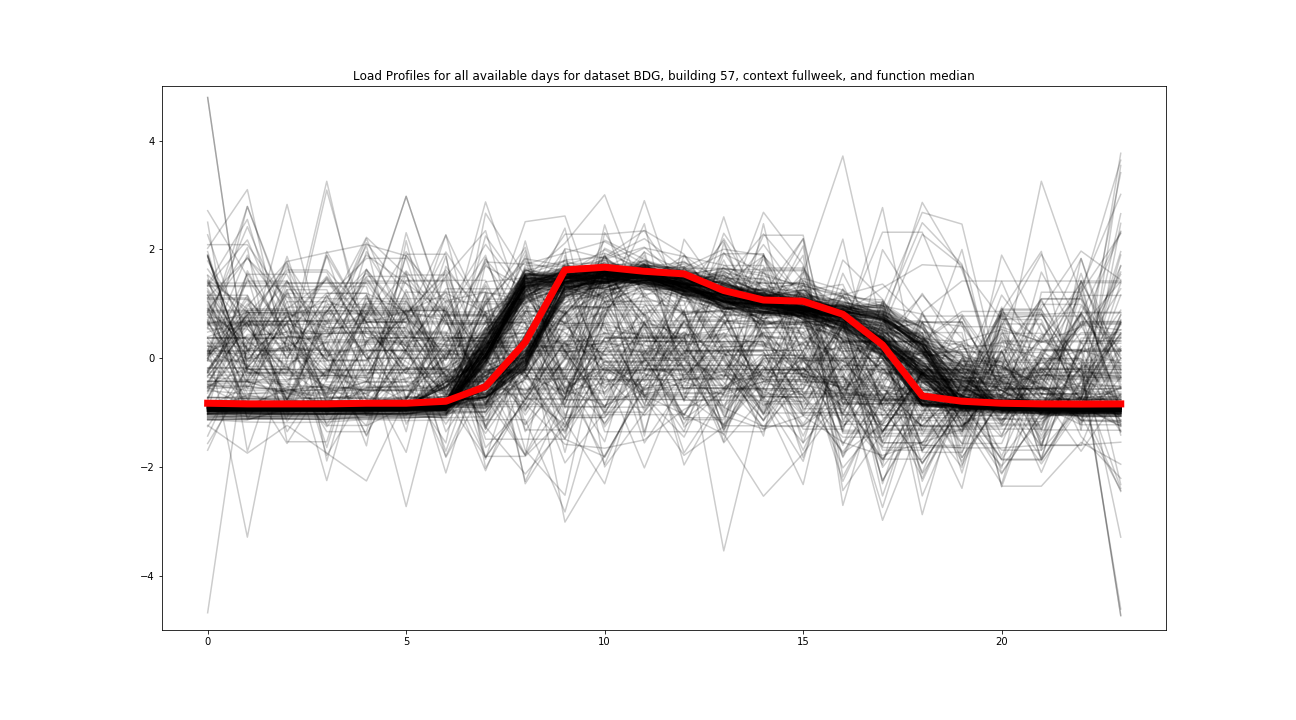 Load Profiles for all available days for dataset BDG, building 57, context fullweek, and function median
4
2
0
−2
−4
0 5 10 15 20